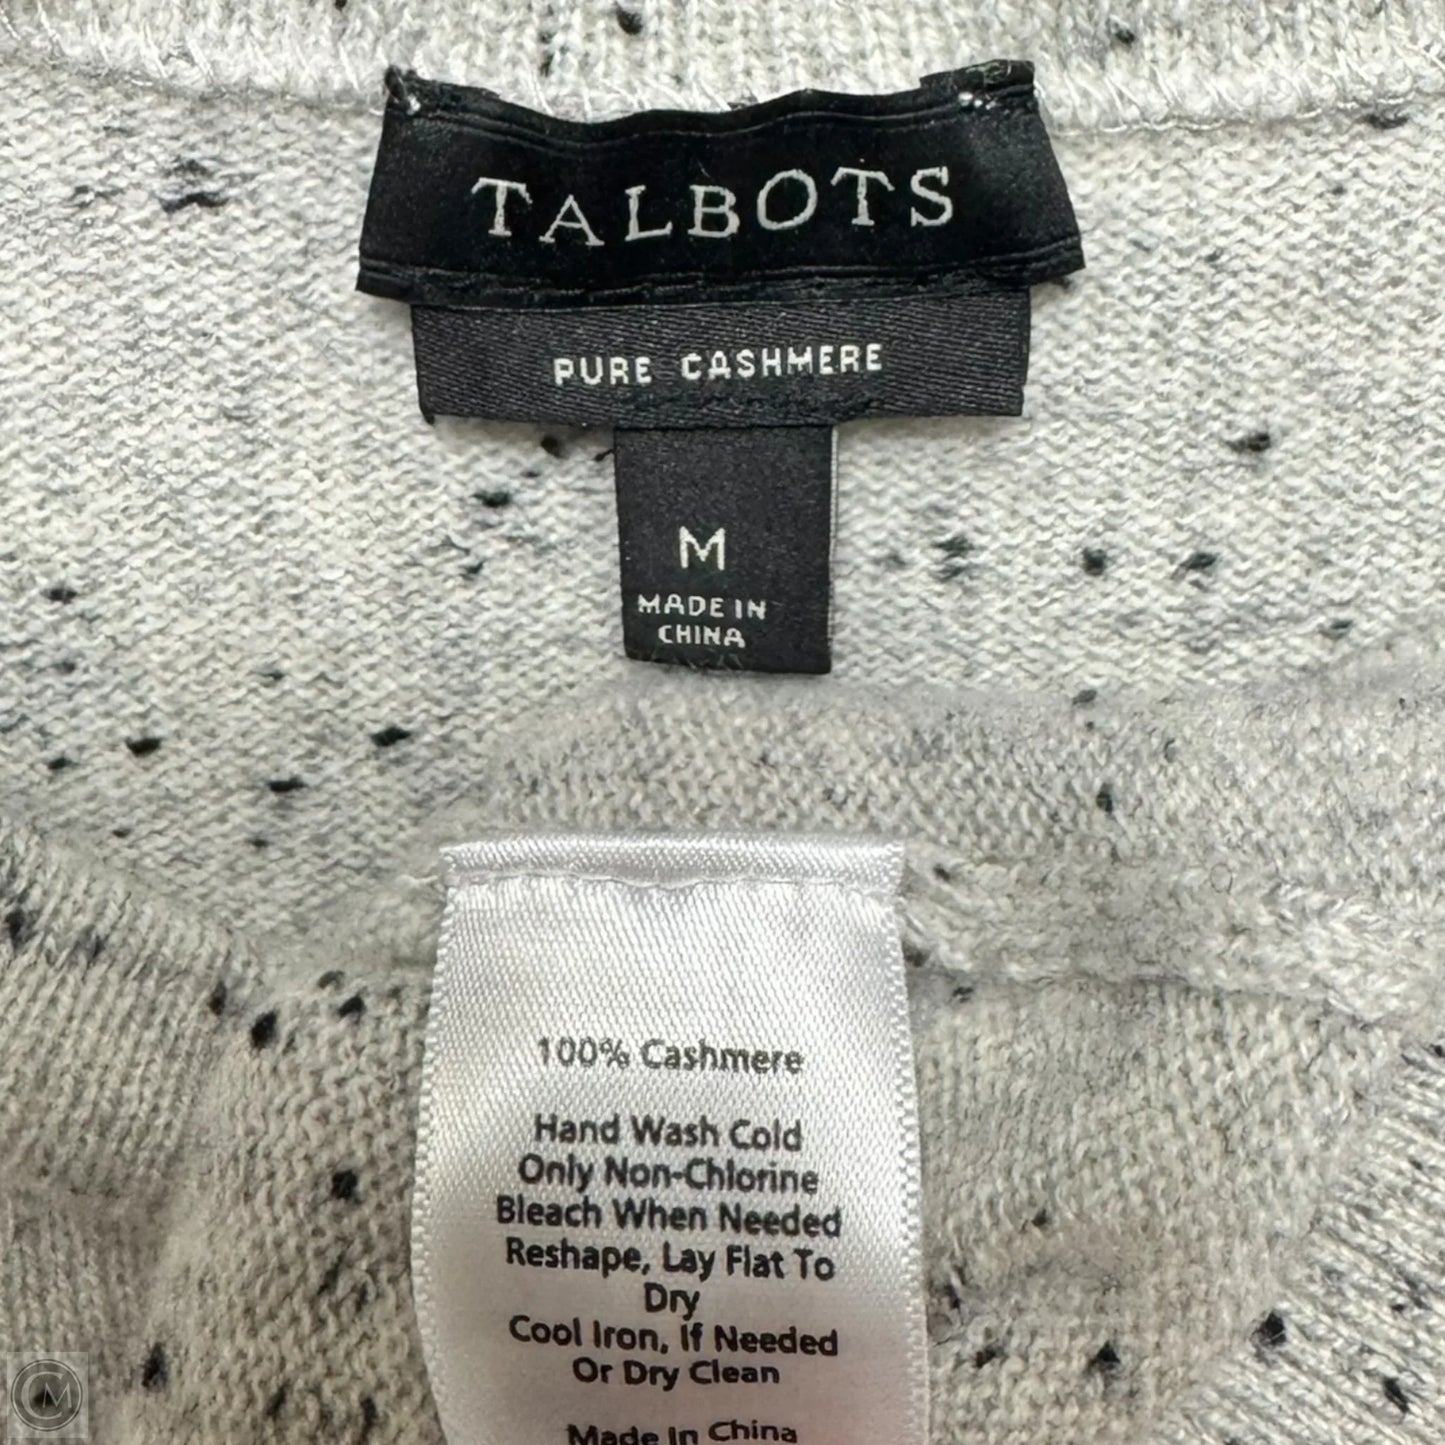 TALBOTS
PURE CASHMERE
M
MADE IN
CHINA
100% Cashmere
Hand Wash Cold
Only Non-Chlorine
Bleach When Needed
Reshape, Lay Flat To
Dry
Cool Iron, If Needed
Or Dry Clean
Made In China
CM